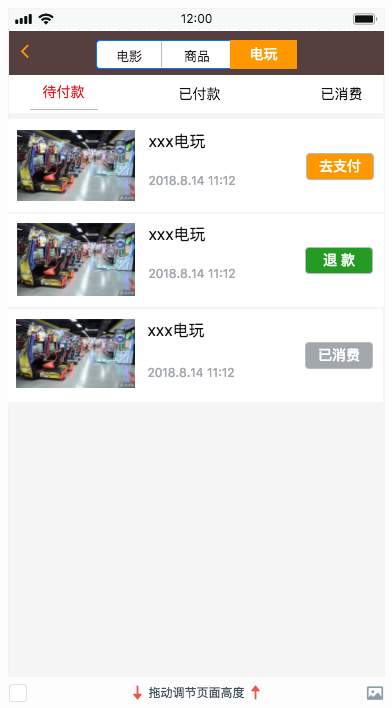 12:00
电影 商品 电玩
待付款 已付款 已消费
xxx电玩
2018.8.14 11:12
去支付
xxx电玩
2018.8.14 11:12
退 款
xxx电玩
2018.8.14 11:12
已消费
拖动调节页面高度